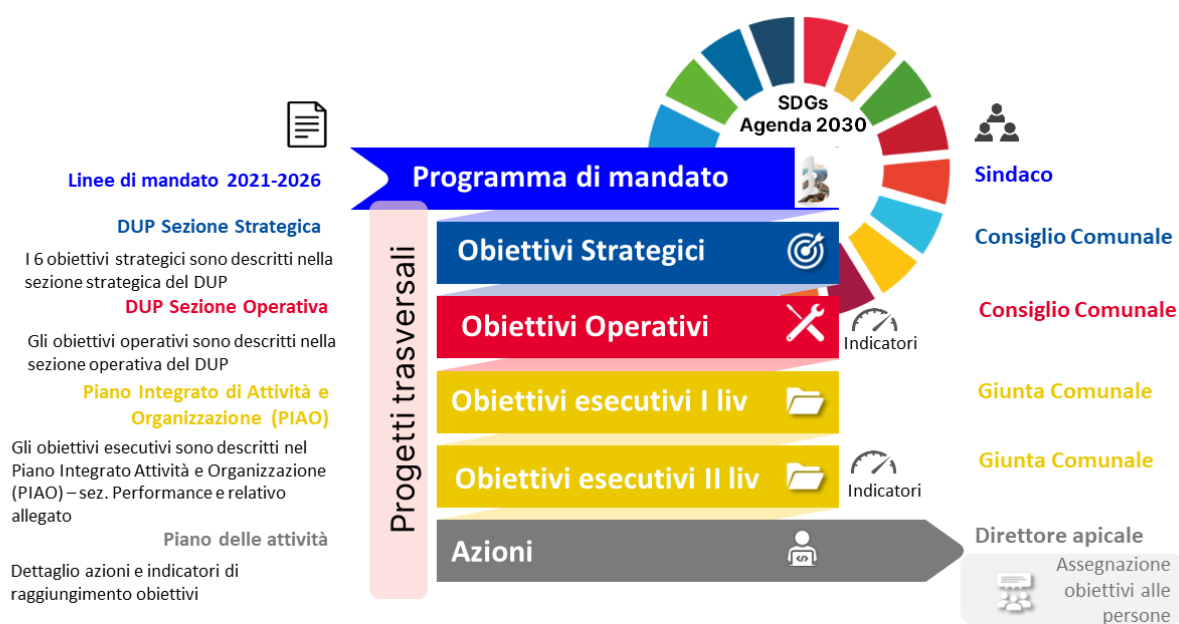 SDGs
Agenda 2030
Linee di mandato 2021-2026
Programma di mandato
Sindaco
DUP Sezione Strategica
I 6 obiettivi strategici sono descritti nella
sezione strategica del DUP
Obiettivi Strategici
Consiglio Comunale
DUP Sezione Operativa
Gli obiettivi operativi sono descritti nella
sezione operativa del DUP
Obiettivi Operativi
Indicatori
Consiglio Comunale
Piano Integrato di Attività e
Organizzazione (PIAO)
Gli obiettivi esecutivi sono descritti nel
Piano Integrato Attività e Organizzazione
(PIAO) – sez. Performance e relativo
allegato
Obiettivi esecutivi I liv
Giunta Comunale
Obiettivi esecutivi II liv
Indicatori
Giunta Comunale
Progetti trasversali
Piano delle attività
Dettaglio azioni e indicatori di
raggiungimento obiettivi
Azioni
Direttore apicale
Assegnazione
obiettivi alle
persone